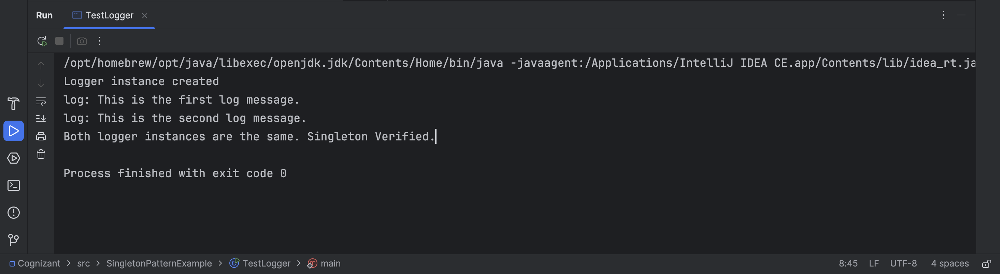 Run TestLogger
/opt/homebrew/opt/java/libexec/openjdk.jdk/Contents/Home/bin/java -javaagent:/Applications/IntelliJ IDEA CE.app/Contents/lib/idea_rt.ja
Logger instance created
log: This is the first log message.
log: This is the second log message.
Both logger instances are the same. Singleton Verified.
Process finished with exit code 0
Cognizant > src > SingletonPatternExample > TestLogger > main 8:45 LF UTF-8 4 spaces